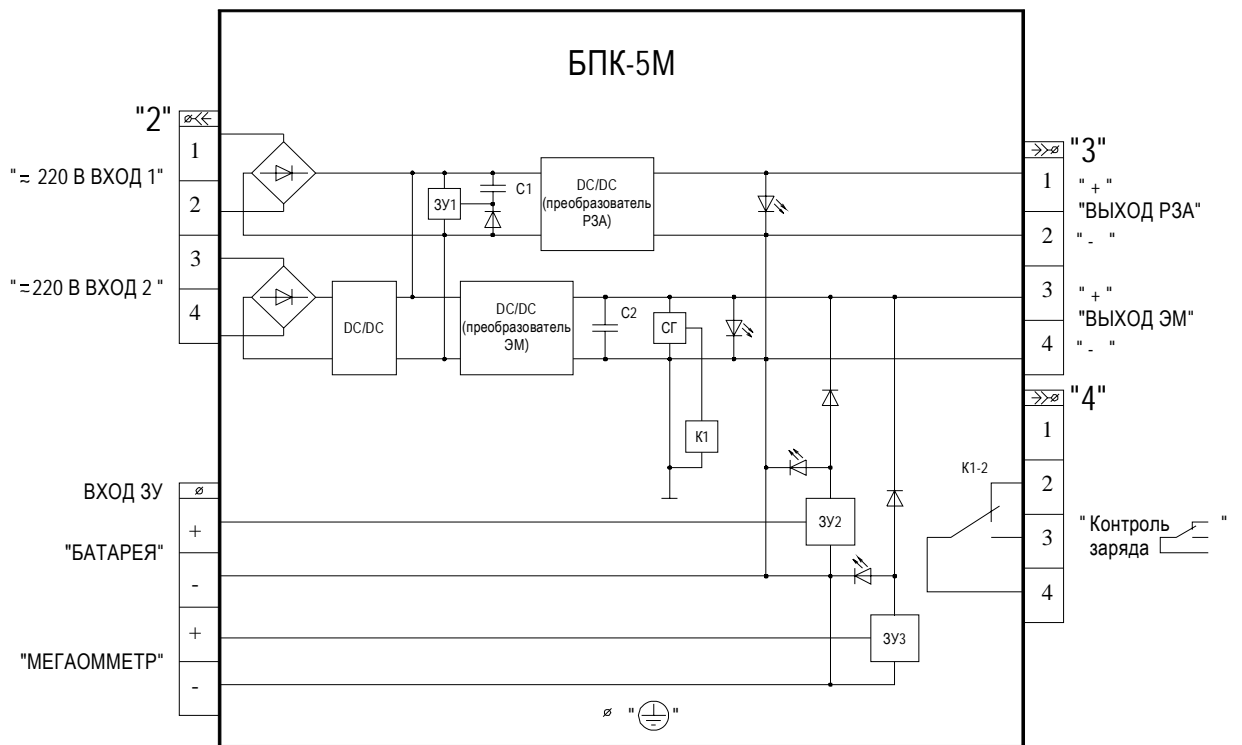 БПК-5М
"2"
1
2
3
4
"≂ 220 В ВХОД 1"
"≂220 В ВХОД 2 "
ЗУ1
С1
DC/DC
(преобразователь
РЗА)
DC/DC
DC/DC
(преобразователь
ЭМ)
С2
СГ
К1
"3"
1
2
3
4
" + "
"ВЫХОД РЗА"
" - "
" + "
"ВЫХОД ЭМ"
" - "
"4"
1
2
3
4
К1-2
" Контроль
заряда "
ВХОД ЗУ
+
-
+
-
"БАТАРЕЯ"
"МЕГАОММЕТР"
ЗУ2
ЗУ3
" "